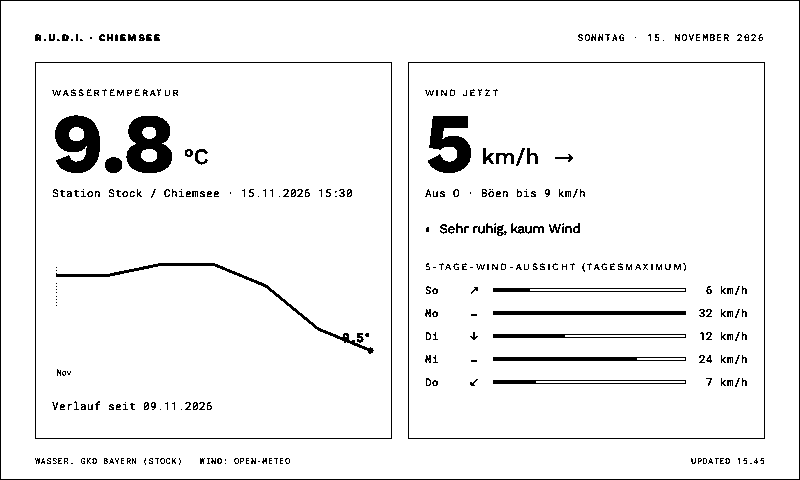 R.U.D.I. · CHIEMSEE
SONNTAG · 15. NOVEMBER 2026
WASSERTEMPERATUR
9.8 °C
Station Stock / Chiemsee · 15.11.2026 15:30
9.5°
Nov
Verlauf seit 09.11.2026
WIND JETZT
5 km/h →
Aus O · Böen bis 9 km/h
Sehr ruhig, kaum Wind
5-TAGE-WIND-AUSSICHT (TAGESMAXIMUM)
So ↗ 6 km/h
Mo – 32 km/h
Di ↓ 12 km/h
Mi – 24 km/h
Do ↙ 7 km/h
WASSER: GKD BAYERN (STOCK) WIND: OPEN-METEO
UPDATED 15:45